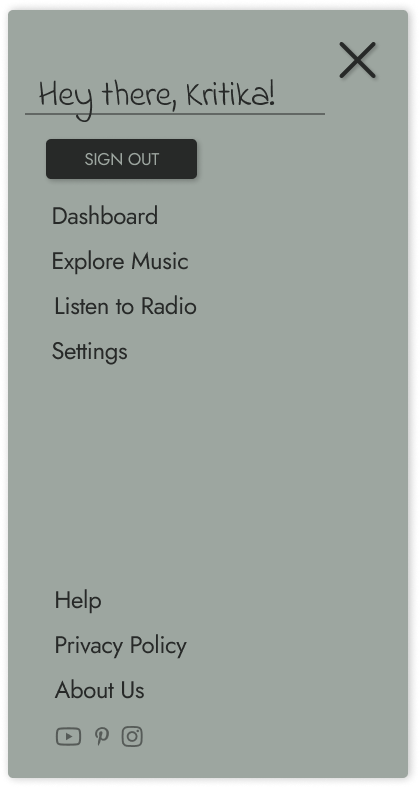 Hey there, Kritika!
SIGN OUT
Dashboard
Explore Music
Listen to Radio
Settings
Help
Privacy Policy
About Us